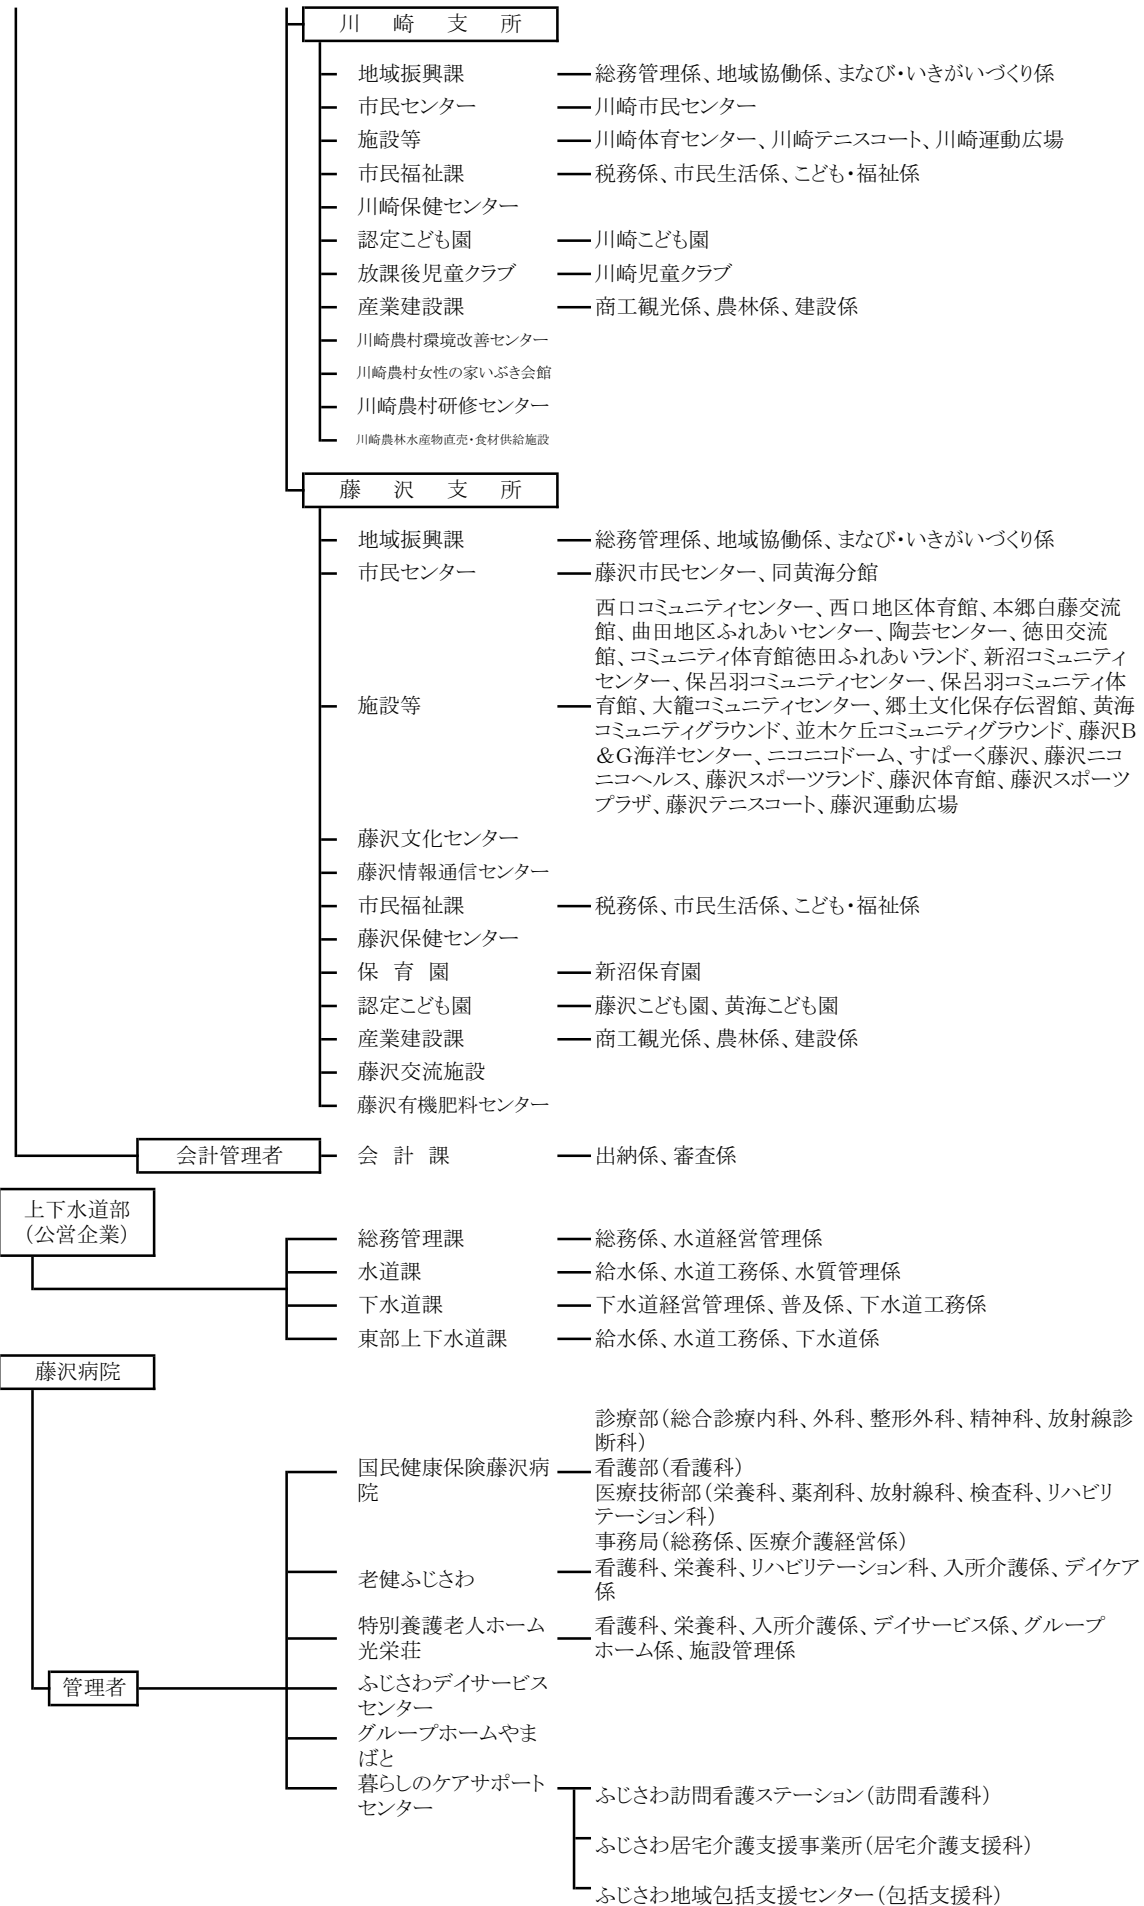 川崎支所
地域振興課 総務管理係、地域協働係、まなび・いきがいづくり係
市民センター 川崎市民センター
施設等 川崎体育センター、川崎テニスコート、川崎運動広場
市民福祉課 税務係、市民生活係、こども・福祉係
川崎保健センター
認定こども園 川崎こども園
放課後児童クラブ 川崎児童クラブ
産業建設課 商工観光係、農林係、建設係
川崎農村環境改善センター
川崎農村女性の家いぶき会館
川崎農村研修センター
川崎農林水産物直売・食材供給施設
藤沢支所
地域振興課 総務管理係、地域協働係、まなび・いきがいづくり係
市民センター 藤沢市民センター、同黄海分館
施設等
西口コミュニティセンター、西口地区体育館、本郷白藤交流
館、曲田地区ふれあいセンター、陶芸センター、徳田交流
館、コミュニティ体育館徳田ふれあいランド、新沼コミュニティ
センター、保呂羽コミュニティセンター、保呂羽コミュニティ体
育館、大籠コミュニティセンター、郷土文化保存伝習館、黄海
コミュニティグラウンド、並木ケ丘コミュニティグラウンド、藤沢B
&G海洋センター、ニコニコドーム、すぱーく藤沢、藤沢ニコ
ニコヘルス、藤沢スポーツランド、藤沢体育館、藤沢スポーツ
プラザ、藤沢テニスコート、藤沢運動広場
藤沢文化センター
藤沢情報通信センター
市民福祉課 税務係、市民生活係、こども・福祉係
藤沢保健センター
保育園 新沼保育園
認定こども園 藤沢こども園、黄海こども園
産業建設課 商工観光係、農林係、建設係
藤沢交流施設
藤沢有機肥料センター
会計管理者 会計課 出納係、審査係
上下水道部
(公営企業)
総務管理課 総務係、水道経営管理係
水道課 給水係、水道工務係、水質管理係
下水道課 下水道経営管理係、普及係、下水道工務係
東部上下水道課 給水係、水道工務係、下水道係
藤沢病院
管理者
国民健康保険藤沢病
院
診療部(総合診療内科、外科、整形外科、精神科、放射線診
断科)
看護部(看護科)
医療技術部(栄養科、薬剤科、放射線科、検査科、リハビリ
テーション科)
事務局(総務係、医療介護経営係)
老健ふじさわ
看護科、栄養科、リハビリテーション科、入所介護係、デイケア
係
特別養護老人ホーム
光栄荘
看護科、栄養科、入所介護係、デイサービス係、グループ
ホーム係、施設管理係
ふじさわデイサービス
センター
グループホームやま
ばと
暮らしのケアサポート
センター
ふじさわ訪問看護ステーション(訪問看護科)
ふじさわ居宅介護支援事業所(居宅介護支援科)
ふじさわ地域包括支援センター(包括支援科)